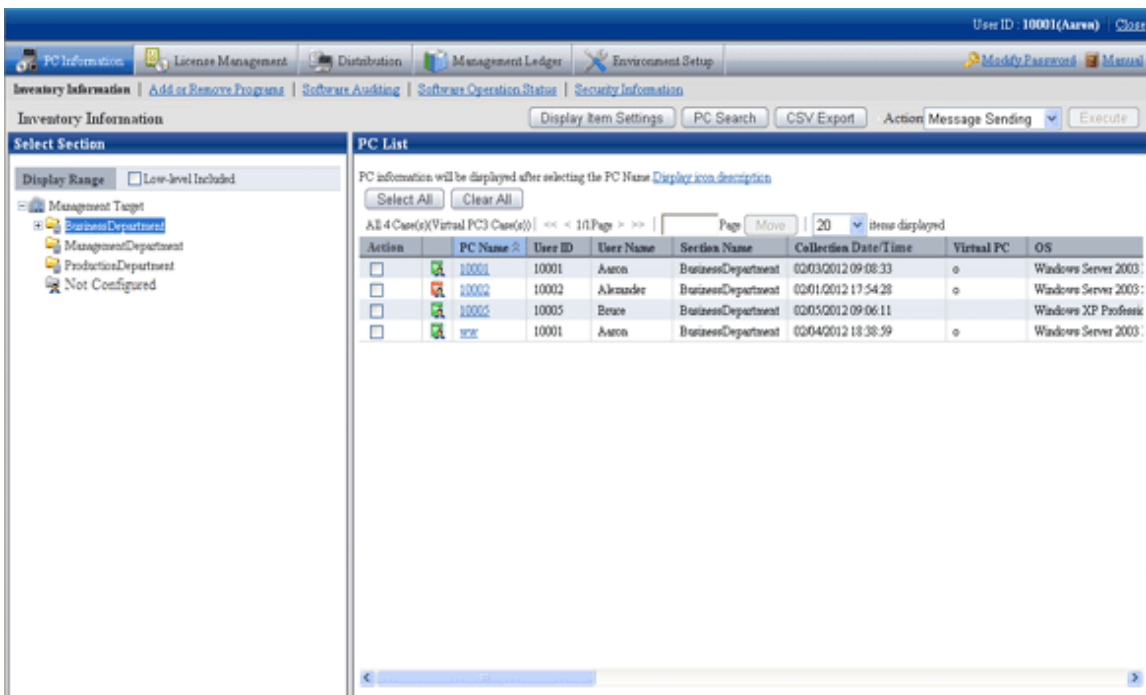 User ID : 10001(Aaron) Close
PC Information License Management Distribution Management Ledger Environment Setup Modify Password Manual
Inventory Information | Add or Remove Programs | Software Auditing | Software Operation Status | Security Information
Inventory Information Display Item Settings PC Search CSV Export Action Message Sending Execute
Select Section PC List
Display Range Low-level Included
PC information will be displayed after selecting the PC Name. Display icon description
Select All Clear All
Management Target
BusinessDepartment
ManagementDepartment
ProductionDepartment
Not Configured
All 4 Case(s)(Virtual PC3 Case(s)) | << < 1/1Page > >> | Page Move | 20 items displayed
Action PC Name User ID User Name Section Name Collection Date/Time Virtual PC OS
10001 10001 Aaron BusinessDepartment 02/03/2012 09:08:33 o Windows Server 2003
10002 10002 Alexander BusinessDepartment 02/01/2012 17:54:28 o Windows Server 2003
10005 10005 Bruce BusinessDepartment 02/05/2012 09:06:11 Windows XP Professio
ww 10001 Aaron BusinessDepartment 02/04/2012 18:38:59 o Windows Server 2003